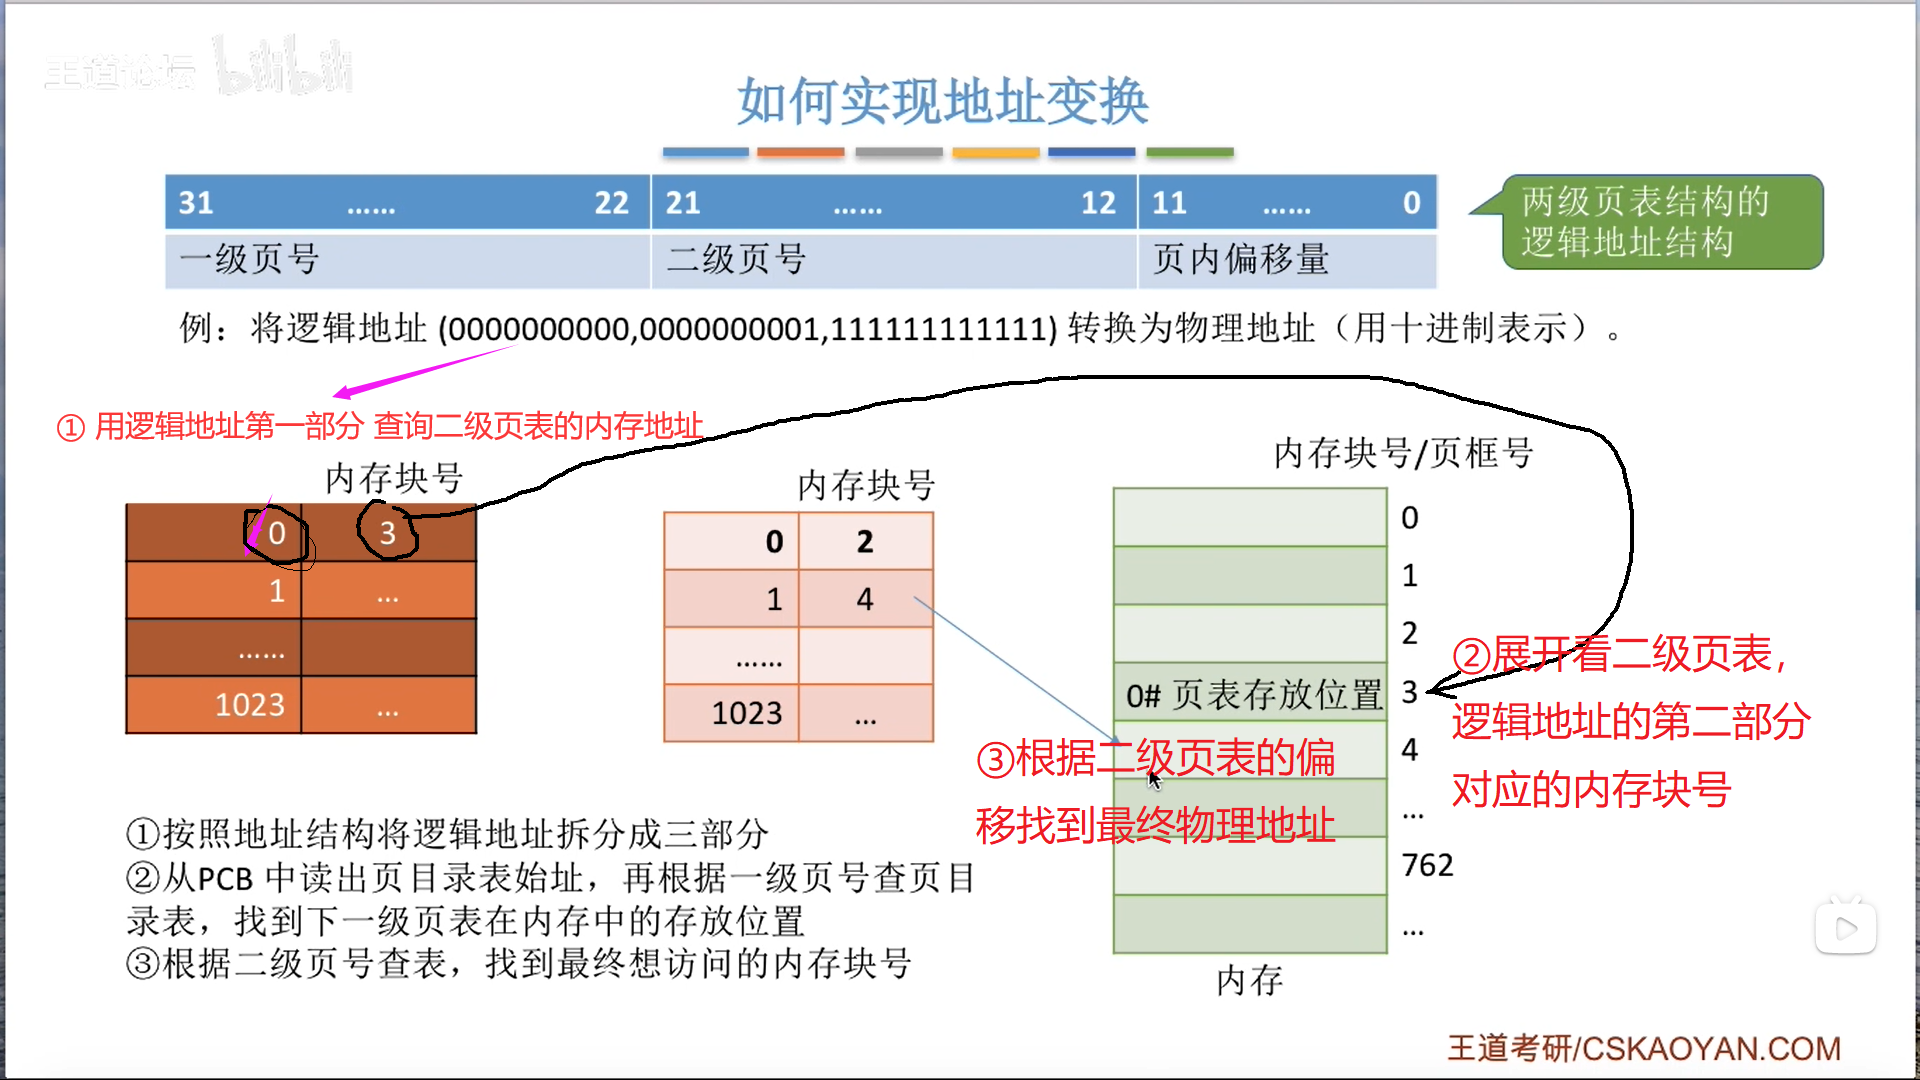 王道论坛 bilibili
如何实现地址变换
31 …… 22 21 …… 12 11 …… 0
一级页号 二级页号 页内偏移量
两级页表结构的
逻辑地址结构
例：将逻辑地址 (0000000000,0000000001,111111111111) 转换为物理地址（用十进制表示）。
① 用逻辑地址第一部分 查询二级页表的内存地址
内存块号
0 3
1 ...
……
1023 ...
内存块号
0 2
1 4
……
1023 ...
内存块号/页框号
0
1
2
0# 页表存放位置 3
4
...
762
...
内存
②展开看二级页表，
逻辑地址的第二部分
对应的内存块号
③根据二级页表的偏
移找到最终物理地址
①按照地址结构将逻辑地址拆分成三部分
②从PCB 中读出页目录表始址，再根据一级页号查页目
录表，找到下一级页表在内存中的存放位置
③根据二级页号查表，找到最终想访问的内存块号
王道考研/CSKAOYAN.COM